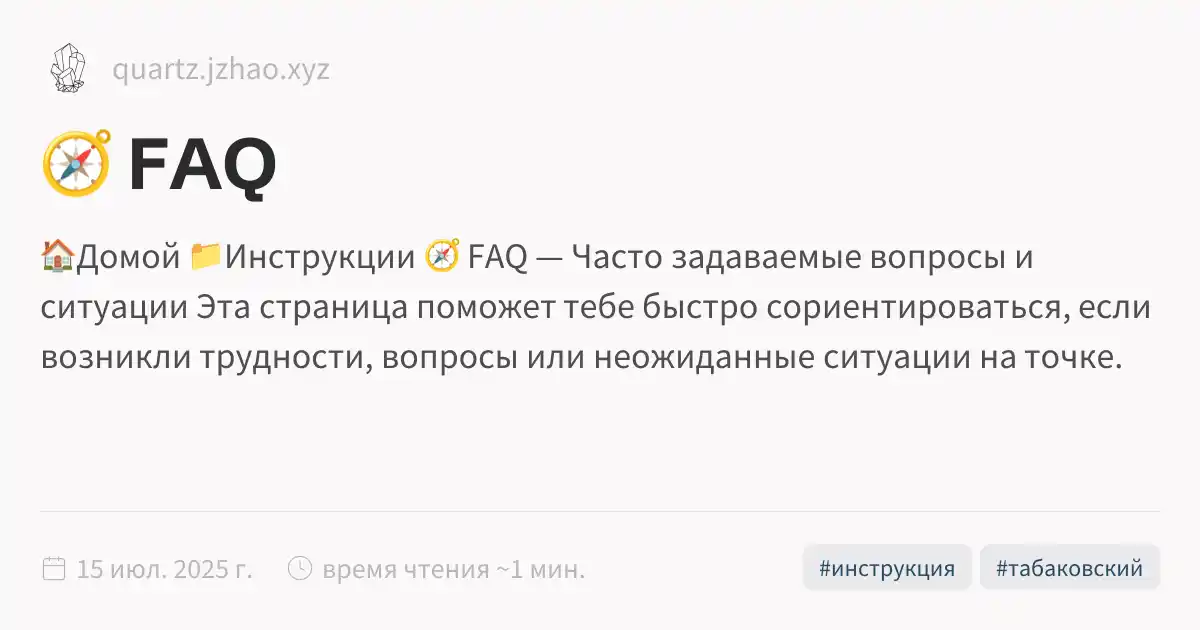 quartz.jzhao.xyz
🧭 FAQ
🏠Домой 📁Инструкции 🧭 FAQ — Часто задаваемые вопросы и
ситуации Эта страница поможет тебе быстро сориентироваться, если
возникли трудности, вопросы или неожиданные ситуации на точке.
15 июл. 2025 г. время чтения ~1 мин. #инструкция #табаковский